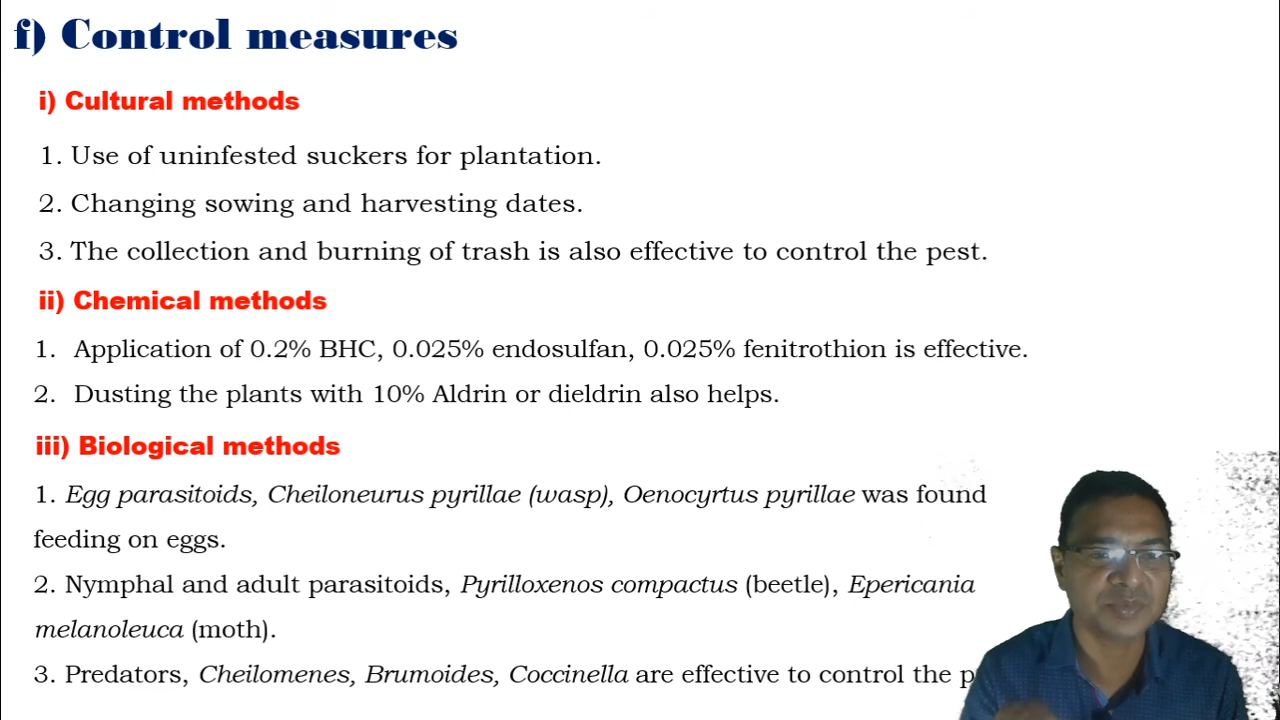 f) Control measures
i) Cultural methods
1. Use of uninfested suckers for plantation.
2. Changing sowing and harvesting dates.
3. The collection and burning of trash is also effective to control the pest.
ii) Chemical methods
1. Application of 0.2% BHC, 0.025% endosulfan, 0.025% fenitrothion is effective.
2. Dusting the plants with 10% Aldrin or dieldrin also helps.
iii) Biological methods
1. Egg parasitoids, Cheiloneurus pyrillae (wasp), Oenocyrtus pyrillae was found
feeding on eggs.
2. Nymphal and adult parasitoids, Pyrilloxenos compactus (beetle), Epericania
melanoleuca (moth).
3. Predators, Cheilomenes, Brumoides, Coccinella are effective to control the